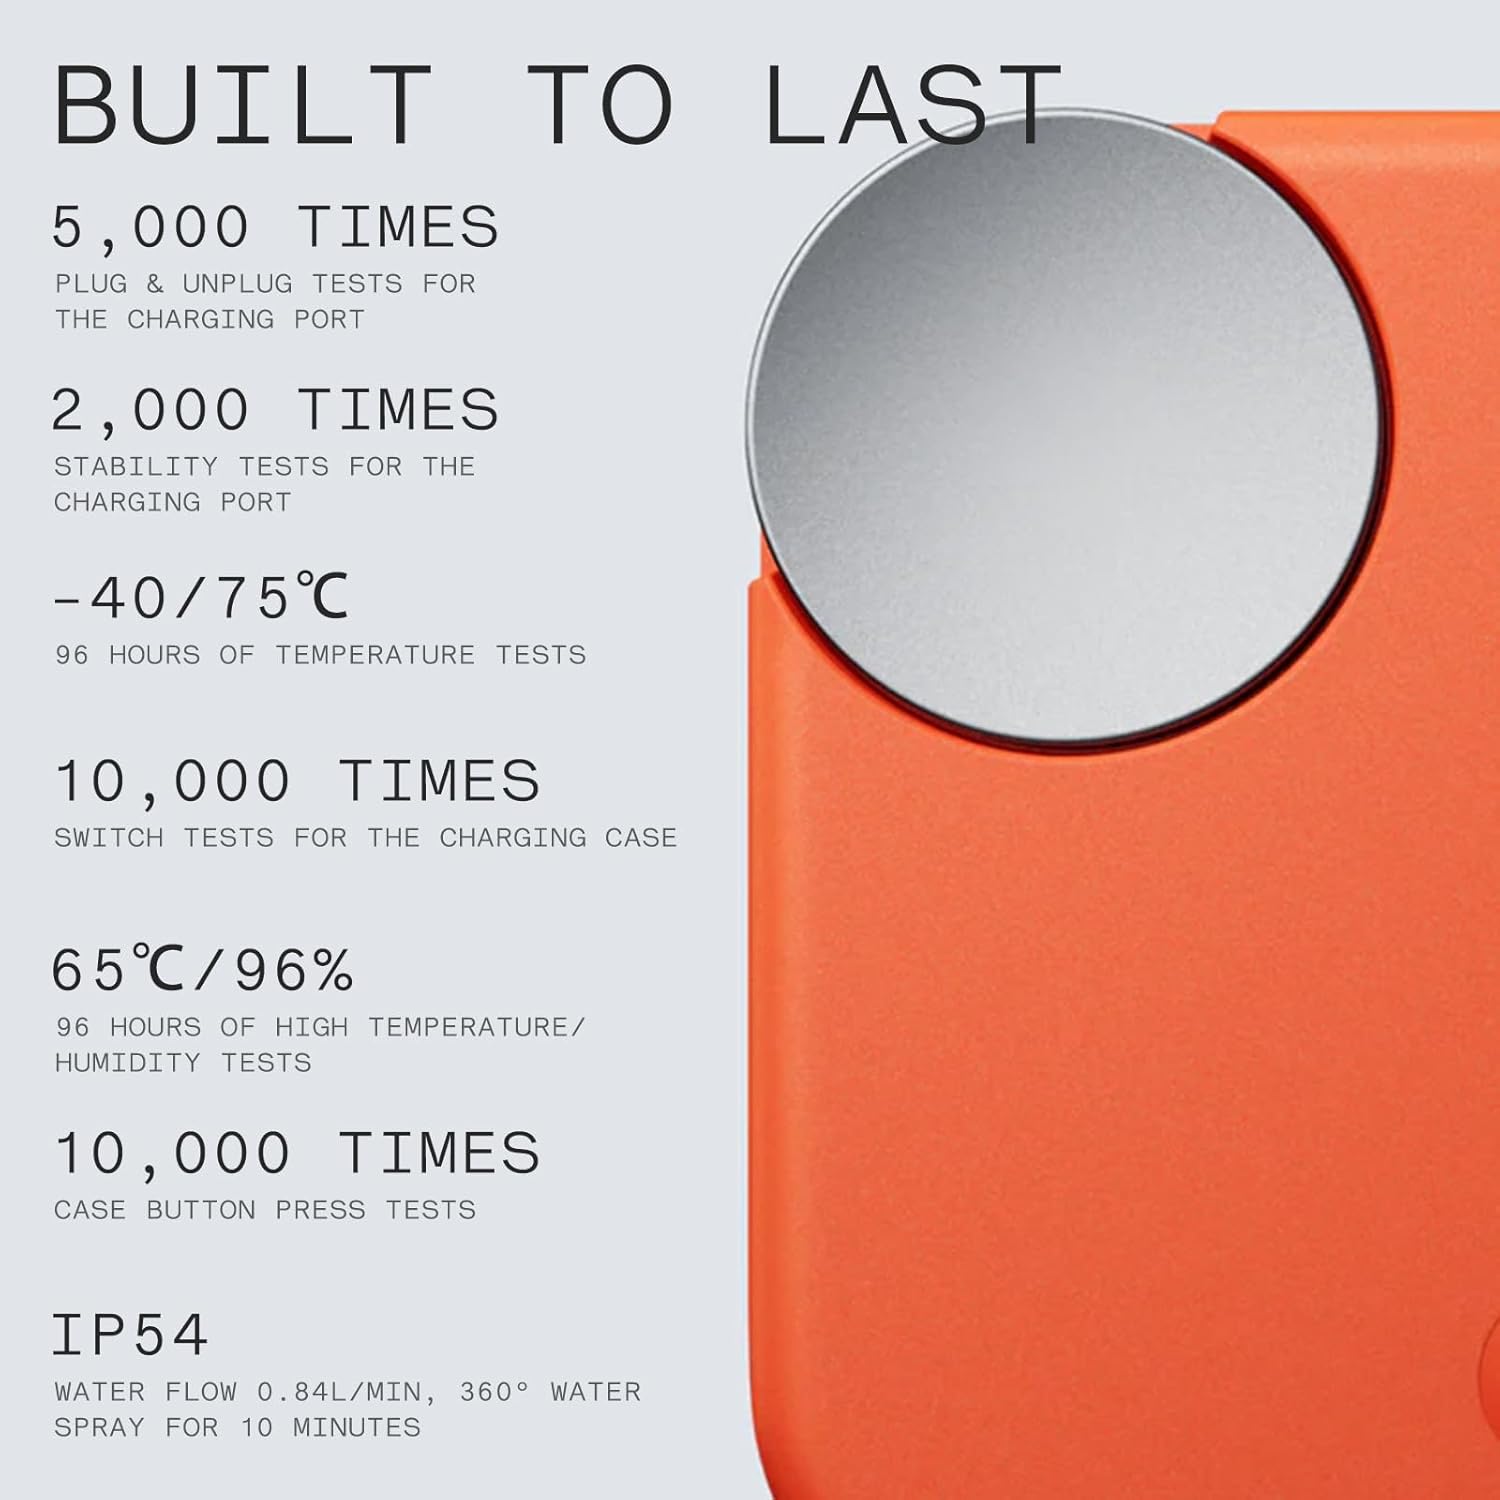 BUILT TO LAST
5,000 TIMES
PLUG & UNPLUG TESTS FOR
THE CHARGING PORT
2,000 TIMES
STABILITY TESTS FOR THE
CHARGING PORT
-40/75℃
96 HOURS OF TEMPERATURE TESTS
10,000 TIMES
SWITCH TESTS FOR THE CHARGING CASE
65℃/96%
96 HOURS OF HIGH TEMPERATURE/
HUMIDITY TESTS
10,000 TIMES
CASE BUTTON PRESS TESTS
IP54
WATER FLOW 0.84L/MIN, 360° WATER
SPRAY FOR 10 MINUTES